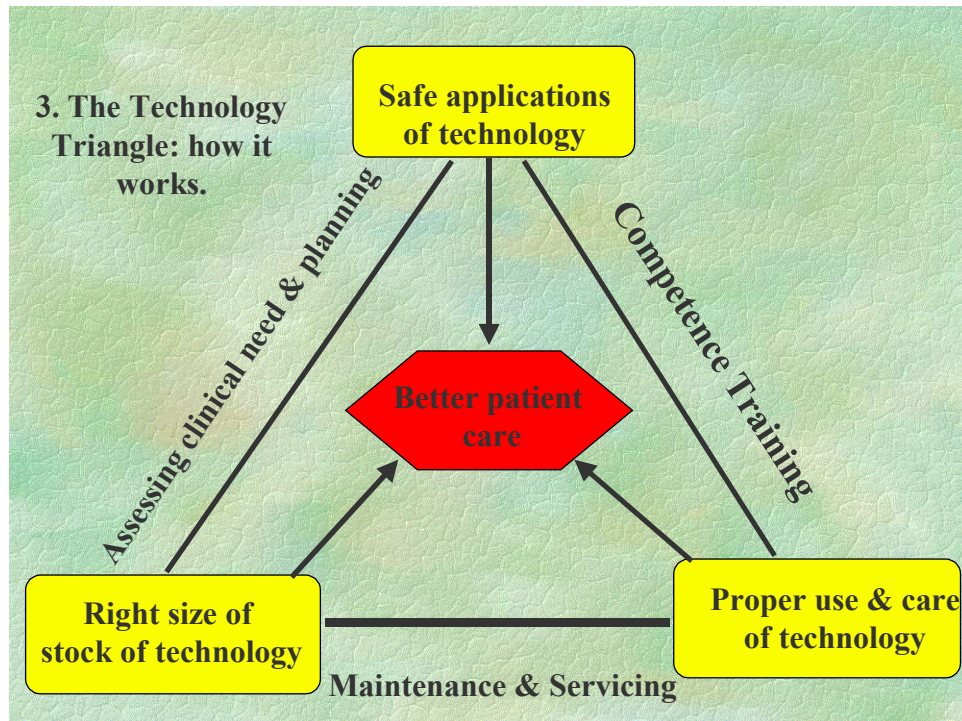 3. The Technology
Triangle: how it
works.
Safe applications
of technology
Assessing clinical need & planning
Competence Training
Better patient
care
Right size of
stock of technology
Proper use & care
of technology
Maintenance & Servicing